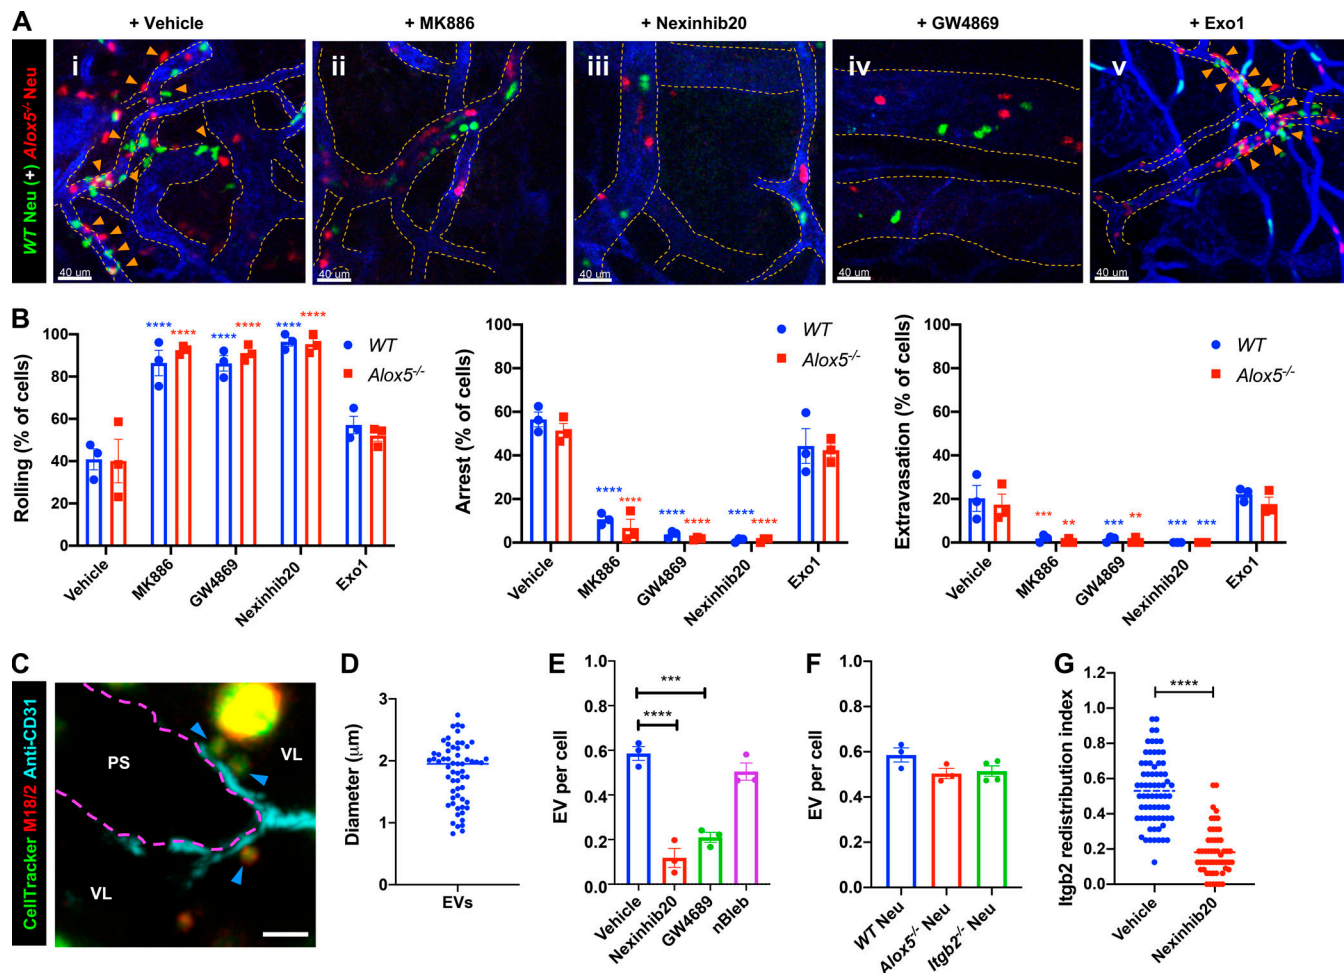 A
+ Vehicle
+ MK886
+ Nexinhib20
+ GW4869
+ Exo1
WT Neu (+) Alox5-/- Neu
i
ii
iii
iv
v
40 um
40 um
40 um
40 um
40 um
B
Rolling (% of cells)
100
80
60
40
20
0
WT
Alox5-/-
**** **** **** **** **** ****
Vehicle
MK886
GW4869
Nexinhib20
Exo1
Arrest (% of cells)
100
80
60
40
20
0
WT
Alox5-/-
**** **** **** **** **** ****
Vehicle
MK886
GW4869
Nexinhib20
Exo1
Extravasation (% of cells)
100
80
60
40
20
0
WT
Alox5-/-
*** ** *** ** *** ***
Vehicle
MK886
GW4869
Nexinhib20
Exo1
C
CellTracker M18/2 Anti-CD31
PS
VL
VL
D
Diameter (µm)
3
2
1
0
EVs
E
EV per cell
1.0
0.8
0.6
0.4
0.2
0.0
***
****
Vehicle
Nexinhib20
GW4689
nBleb
F
EV per cell
1.0
0.8
0.6
0.4
0.2
0.0
WT Neu
Alox5-/- Neu
Itgb2-/- Neu
G
Itgb2 redistribution index
1.2
1.0
0.8
0.6
0.4
0.2
0.0
****
Vehicle
Nexinhib20